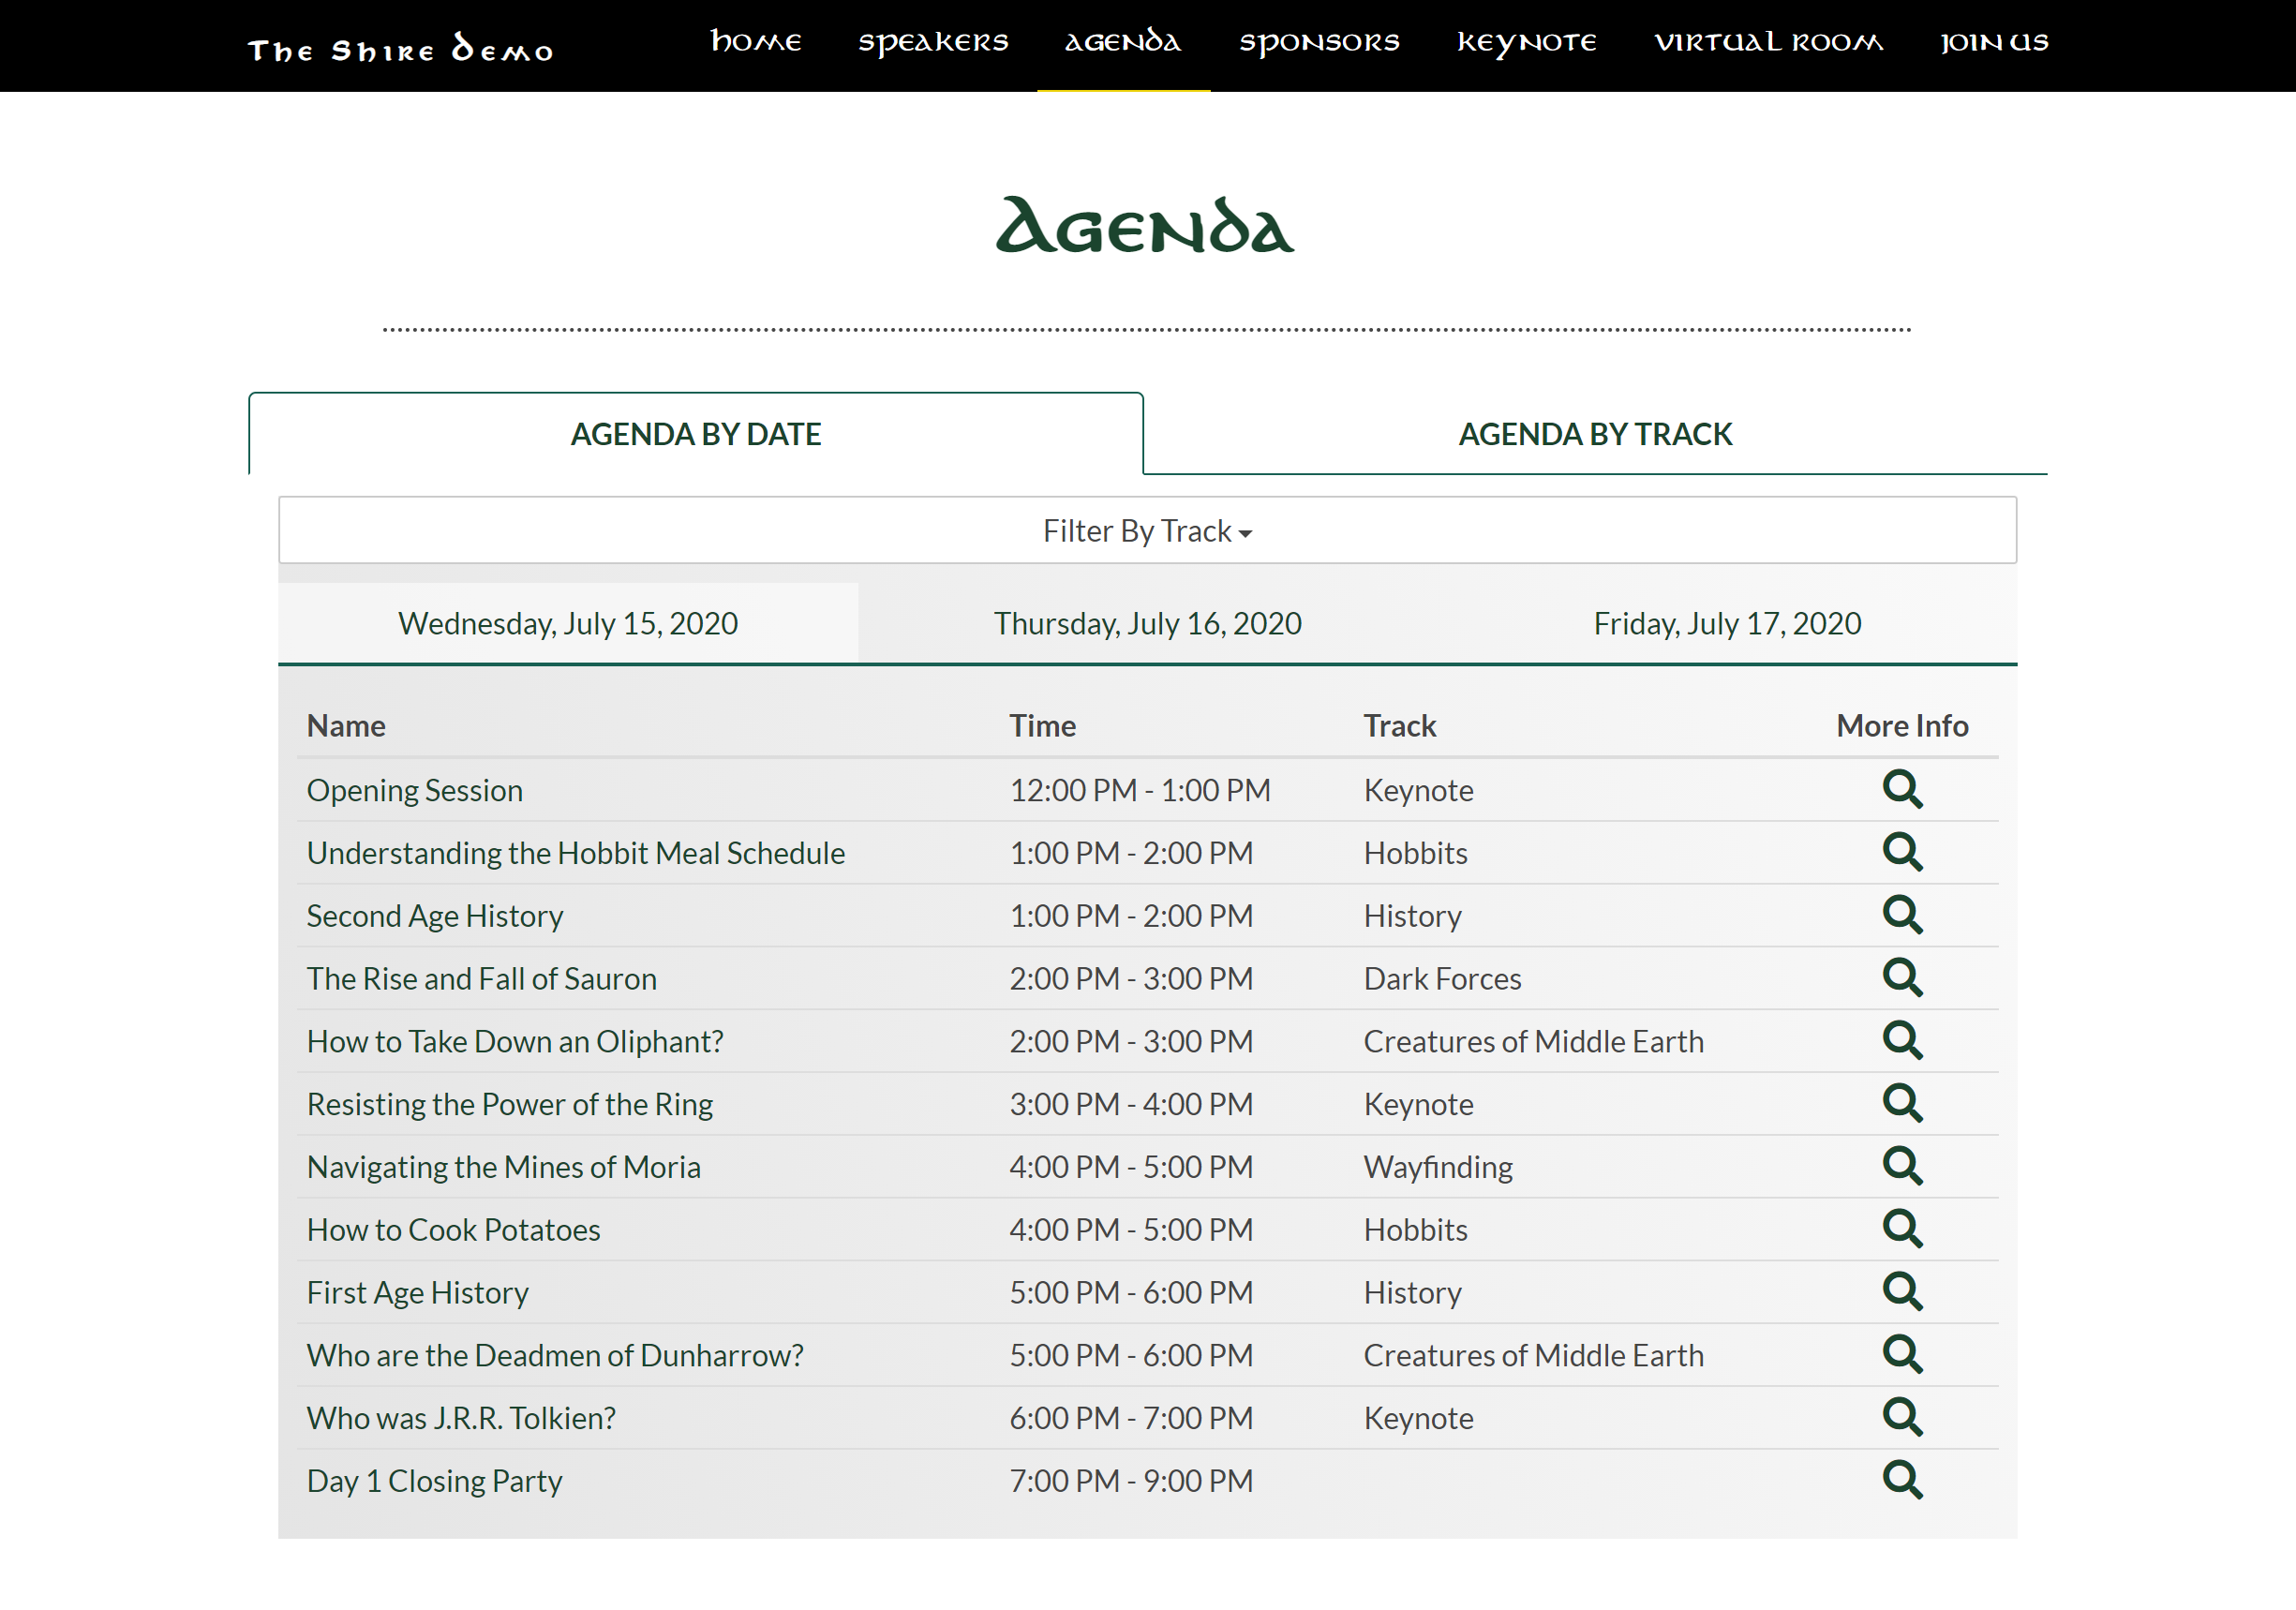 The Shire Demo HOME SPEAKERS AGENDA SPONSORS KEYNOTE VIRTUAL ROOM JOIN US
Agenda
AGENDA BY DATE AGENDA BY TRACK
Filter By Track
Wednesday, July 15, 2020 Thursday, July 16, 2020 Friday, July 17, 2020
Name Time Track More Info
Opening Session 12:00 PM - 1:00 PM Keynote
Understanding the Hobbit Meal Schedule 1:00 PM - 2:00 PM Hobbits
Second Age History 1:00 PM - 2:00 PM History
The Rise and Fall of Sauron 2:00 PM - 3:00 PM Dark Forces
How to Take Down an Oliphant? 2:00 PM - 3:00 PM Creatures of Middle Earth
Resisting the Power of the Ring 3:00 PM - 4:00 PM Keynote
Navigating the Mines of Moria 4:00 PM - 5:00 PM Wayfinding
How to Cook Potatoes 4:00 PM - 5:00 PM Hobbits
First Age History 5:00 PM - 6:00 PM History
Who are the Deadmen of Dunharrow? 5:00 PM - 6:00 PM Creatures of Middle Earth
Who was J.R.R. Tolkien? 6:00 PM - 7:00 PM Keynote
Day 1 Closing Party 7:00 PM - 9:00 PM